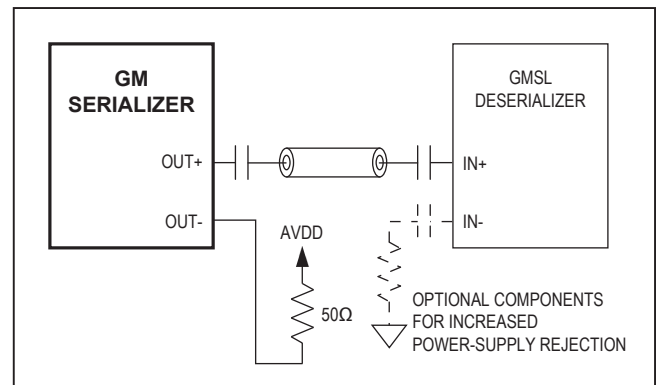 GM
SERIALIZER
OUT+
OUT-
AVDD
50Ω
GMSL
DESERIALIZER
IN+
IN-
OPTIONAL COMPONENTS
FOR INCREASED
POWER-SUPPLY REJECTION